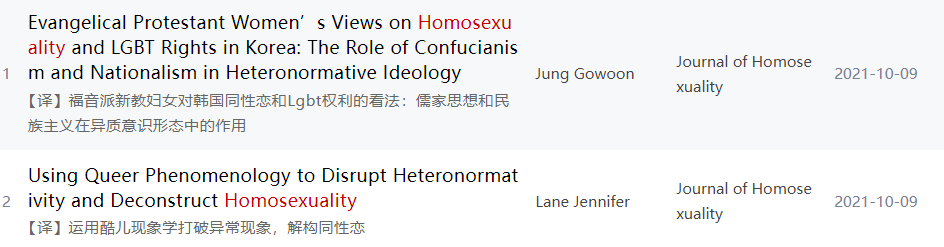 Evangelical Protestant Women’s Views on Homosexu
ality and LGBT Rights in Korea: The Role of Confucianis
m and Nationalism in Heteronormative Ideology
【译】福音派新教妇女对韩国同性恋和Lgbt权利的看法：儒家思想和民
族主义在异质意识形态中的作用
1
Jung Gowoon
Journal of Homose
xuality
2021-10-09
Using Queer Phenomenology to Disrupt Heteronormat
ivity and Deconstruct Homosexuality
【译】运用酷儿现象学打破异常现象，解构同性恋
2
Lane Jennifer
Journal of Homose
xuality
2021-10-09